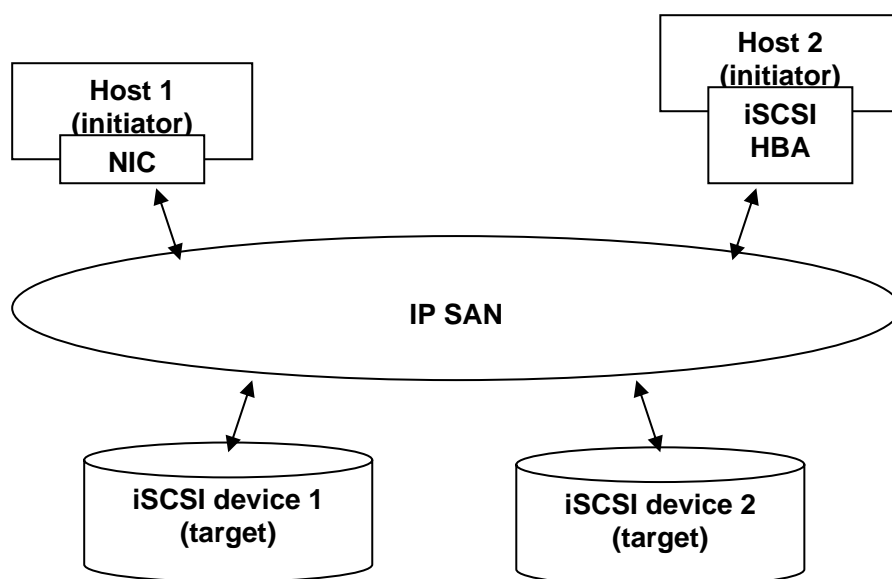 Host 1
(initiator)
NIC
Host 2
(initiator)
iSCSI
HBA
IP SAN
iSCSI device 1
(target)
iSCSI device 2
(target)